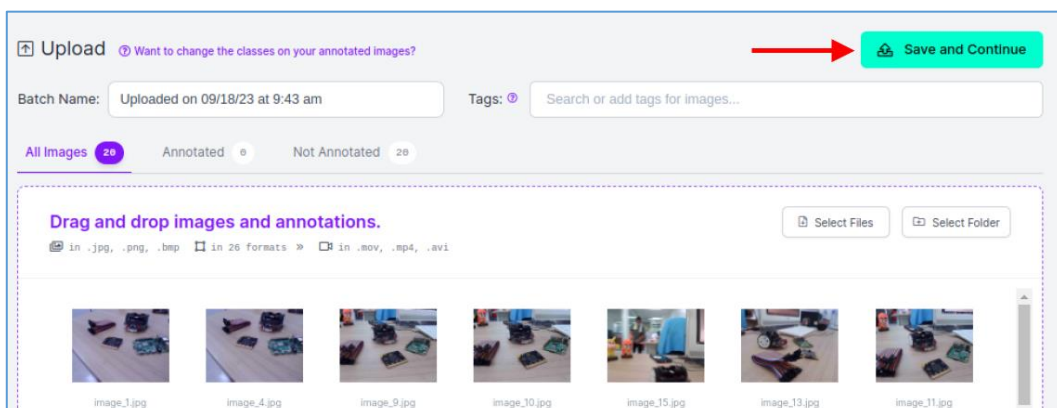 Upload Want to change the classes on your annotated images? Save and Continue
Batch Name: Uploaded on 09/18/23 at 9:43 am Tags: Search or add tags for images...
All Images 20 Annotated 0 Not Annotated 20
Drag and drop images and annotations. Select Files Select Folder
in .jpg, .png, .bmp in 26 formats » in .mov, .mp4, .avi
image_1.jpg image_4.jpg image_9.jpg image_10.jpg image_15.jpg image_13.jpg image_11.jpg